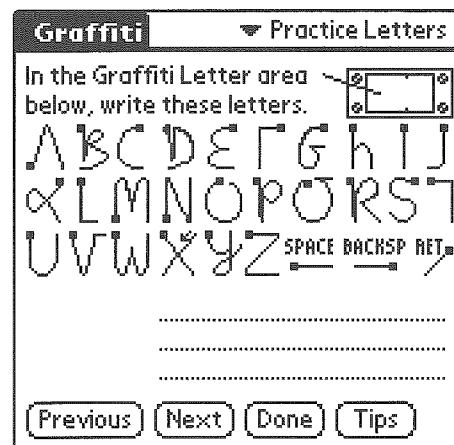 Graffiti Practice Letters
In the Graffiti Letter area
below, write these letters.
A B C D E F G h I J
K L M N O P Q R S T
U V W X Y Z SPACE BACKSP RET
Previous Next Done Tips